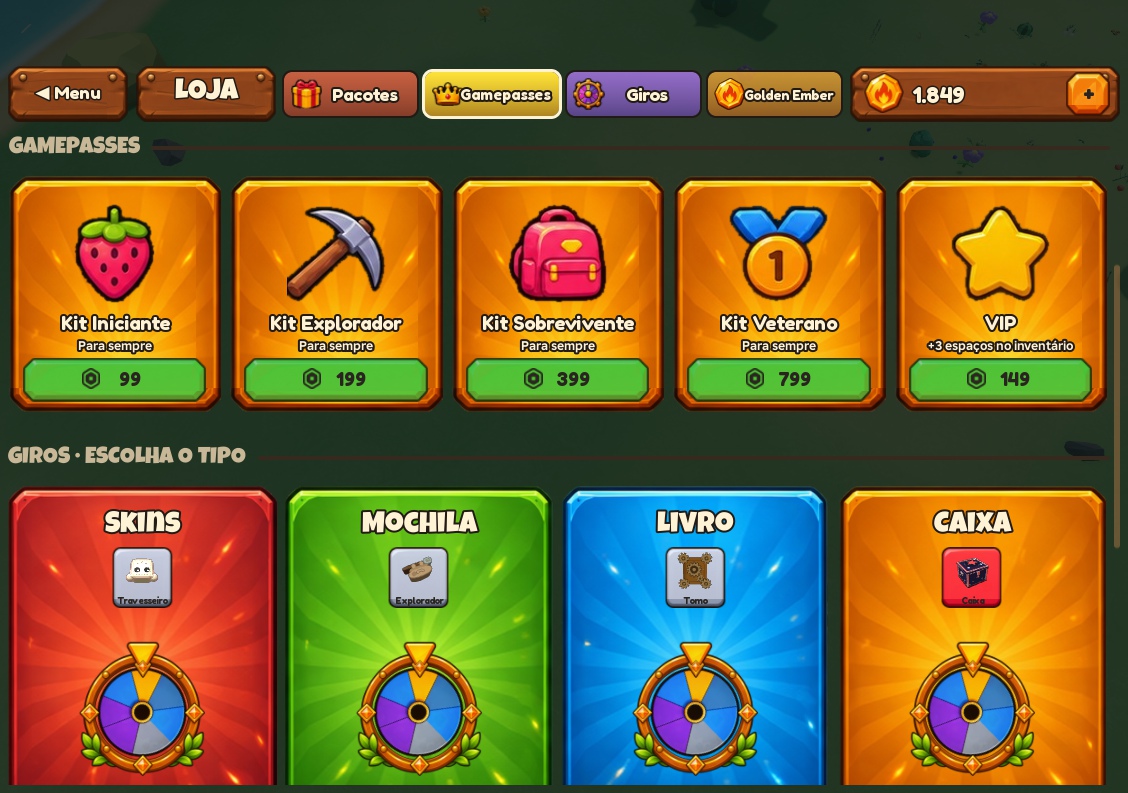 ◀ Menu
LOJA
Pacotes
Gamepasses
Giros
Golden Ember
1.849
+
GAMEPASSES
1
Kit Iniciante
Para sempre
99
Kit Explorador
Para sempre
199
Kit Sobrevivente
Para sempre
399
Kit Veterano
Para sempre
799
VIP
+3 espaços no inventário
149
GIROS · ESCOLHA O TIPO
SKINS
Travesseiro
MOCHILA
Explorador
LIVRO
Tomo
CAIXA
Caixa